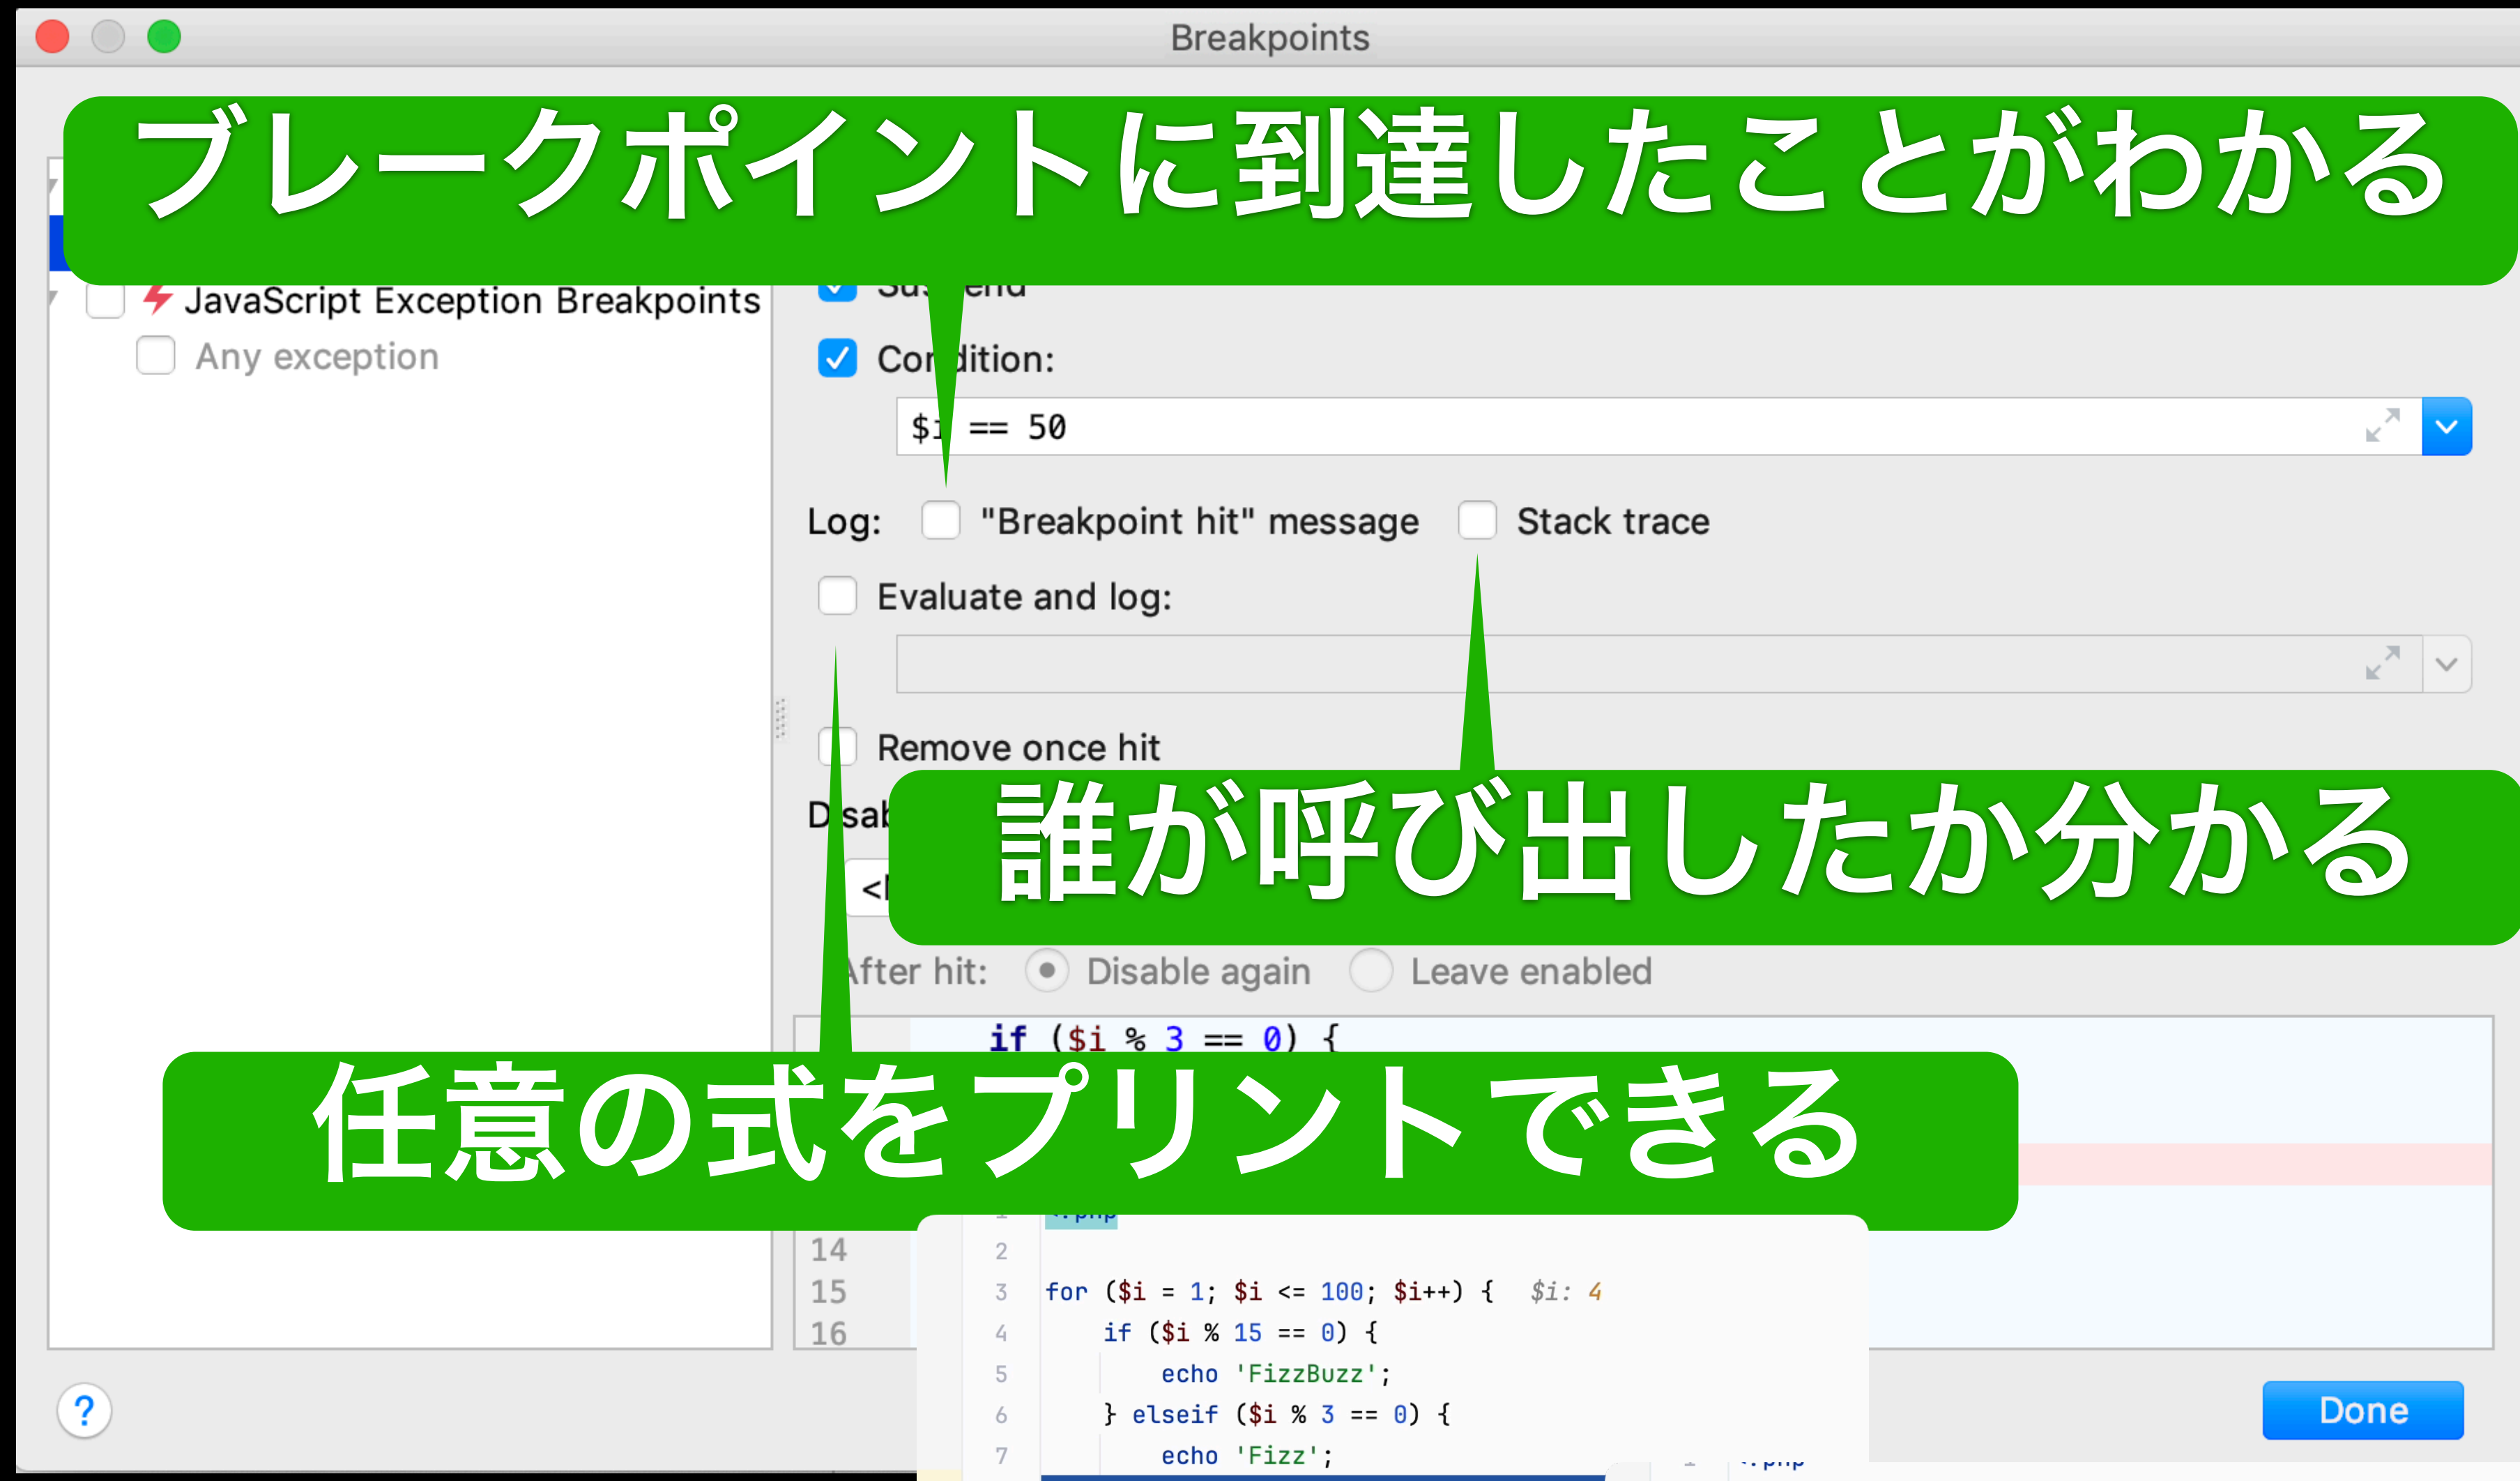 Breakpoints
ブレークポイントに到達したことがわかる
JavaScript Exception Breakpoints
Any exception
Suspend
Condition:
$i == 50
Log: "Breakpoint hit" message Stack trace
Evaluate and log:
Remove once hit
誰が呼び出したか分かる
After hit: Disable again Leave enabled
if ($i % 3 == 0) {
任意の式をプリントできる
14
15
16
1 <?php
2
3 for ($i = 1; $i <= 100; $i++) { $i: 4
4 if ($i % 15 == 0) {
5 echo 'FizzBuzz';
6 } elseif ($i % 3 == 0) {
7 echo 'Fizz';
? Done
1 <?php